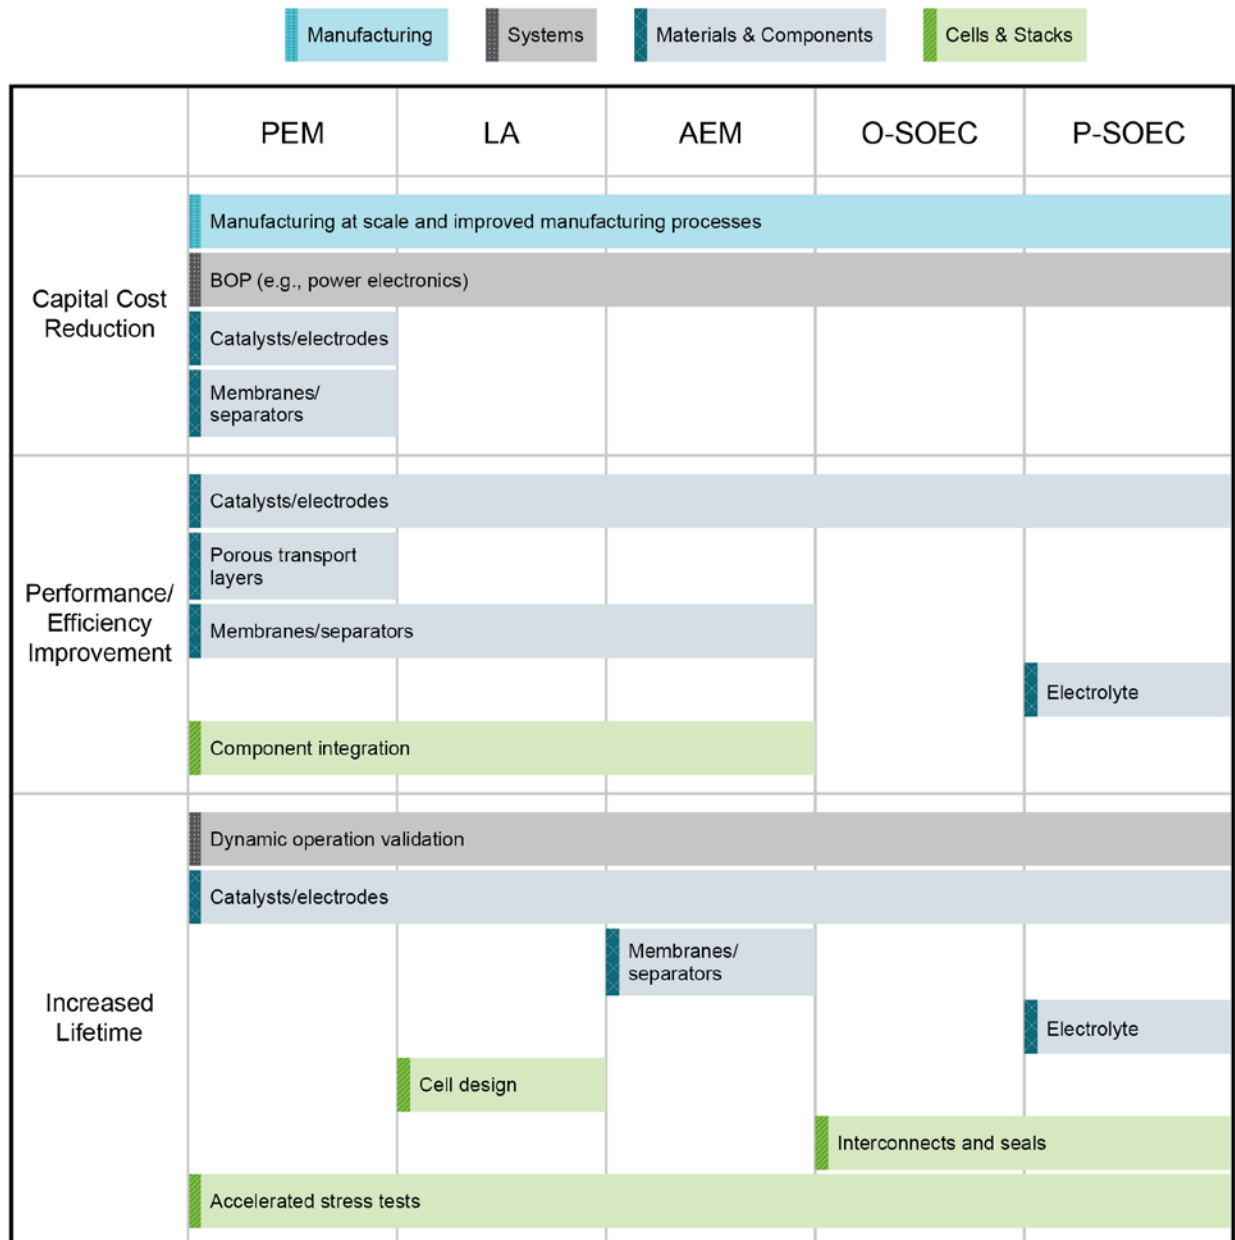 Manufacturing
Systems
Materials & Components
Cells & Stacks
PEM
LA
AEM
O-SOEC
P-SOEC
Capital Cost
Reduction
Manufacturing at scale and improved manufacturing processes
BOP (e.g., power electronics)
Catalysts/electrodes
Membranes/
separators
Performance/
Efficiency
Improvement
Catalysts/electrodes
Porous transport
layers
Membranes/separators
Electrolyte
Component integration
Increased
Lifetime
Dynamic operation validation
Catalysts/electrodes
Membranes/
separators
Electrolyte
Cell design
Interconnects and seals
Accelerated stress tests